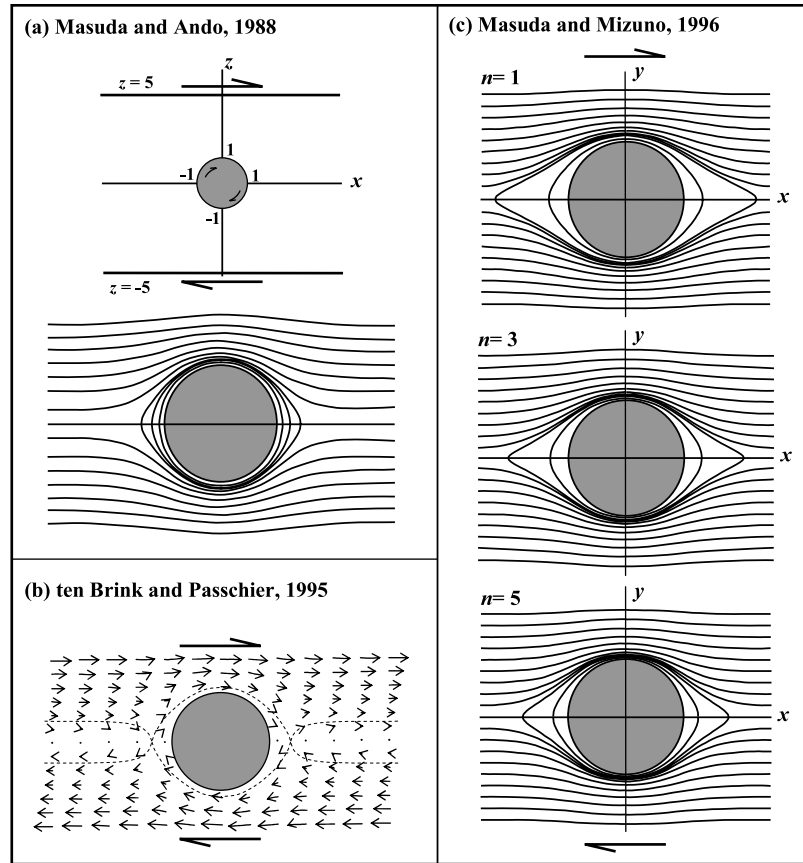 (a) Masuda and Ando, 1988
z
z = 5
1
-1 1 x
-1
z = -5
(b) ten Brink and Passchier, 1995
(c) Masuda and Mizuno, 1996
y
n= 1
x
y
n= 3
x
y
n= 5
x